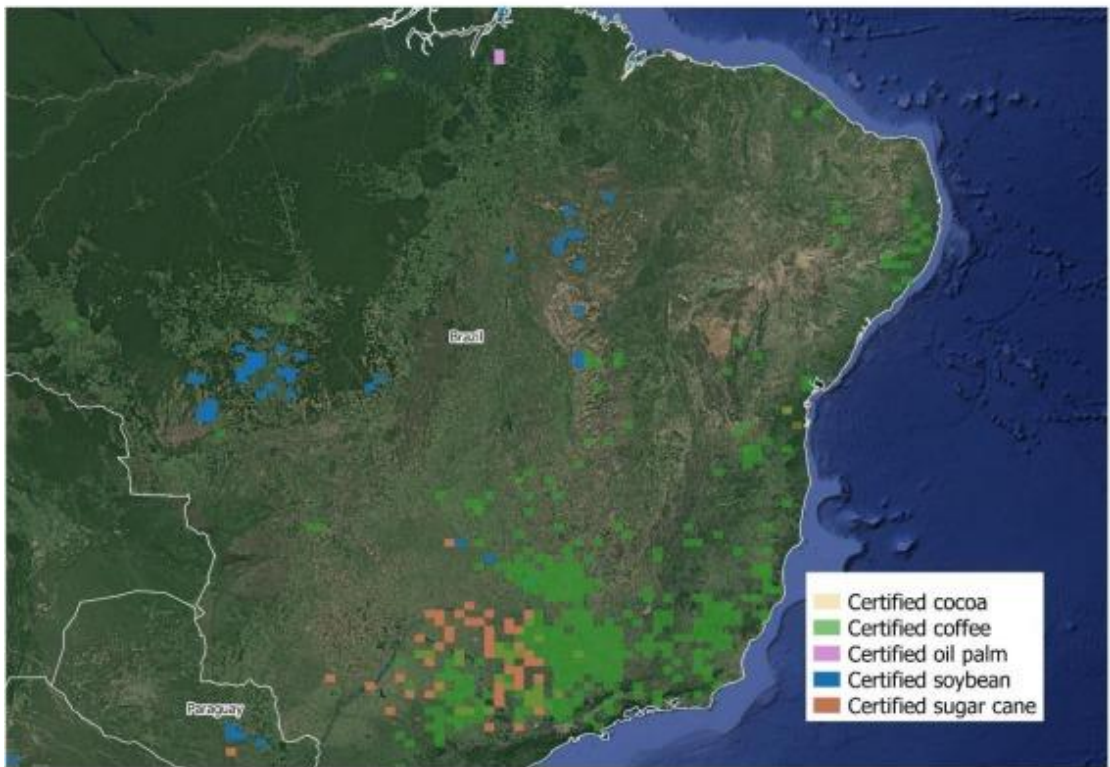 Brazil
Certified cocoa
Certified coffee
Certified oil palm
Certified soybean
Certified sugar cane
Paraguay